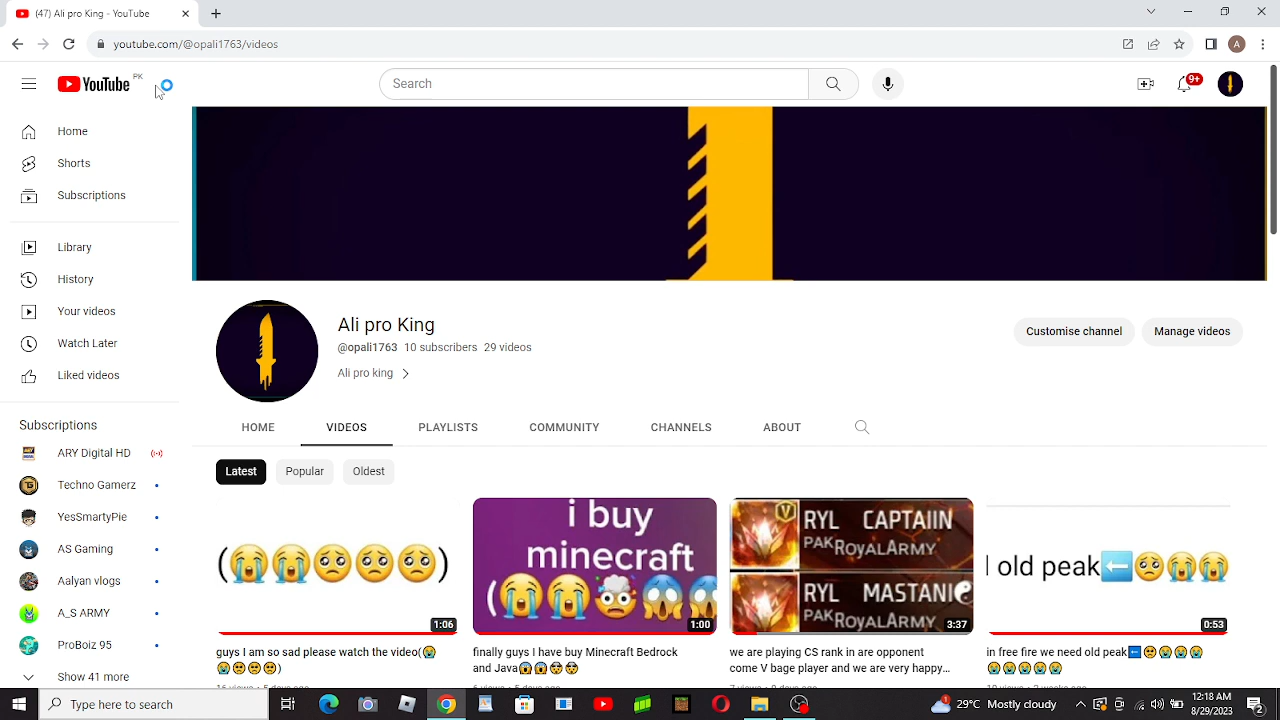 (47) Ali pro King - YouTube
youtube.com/@opali1763/videos
YouTube PK
Search
9+
A
Home
Shorts
Subscriptions
Library
History
Your videos
Watch Later
Liked videos
Subscriptions
ARY Digital HD
Techno Gamerz
YesSmartyPie
AS Gaming
Aalyan vlogs
A_S ARMY
ProBoiz 95
Show 41 more
Ali pro King
@opali1763 10 subscribers 29 videos
Ali pro king
Customise channel
Manage videos
HOME VIDEOS PLAYLISTS COMMUNITY CHANNELS ABOUT
Latest Popular Oldest
(😭😭🥺🥺🥺)
1:06
guys I am so sad please watch the video(😭
😭🥺🥺🥺)
i buy
minecraft
(😭😭🤯😱😱
1:00
finally guys I have buy Minecraft Bedrock
and Java😱😱
RYL CAPTAIIN
PAKROYALARMY
RYL MASTANI☯
PAKROYALARMY
3:37
we are playing CS rank in are opponent
come V bage player and we are very happy...
old peak⬅️🥺😭😭
0:53
in free fire we need old peak⬅️🥺😭😭😭
😭😭😭😭😭
Type here to search
1
29°C Mostly cloudy
12:18 AM
8/29/2023
2